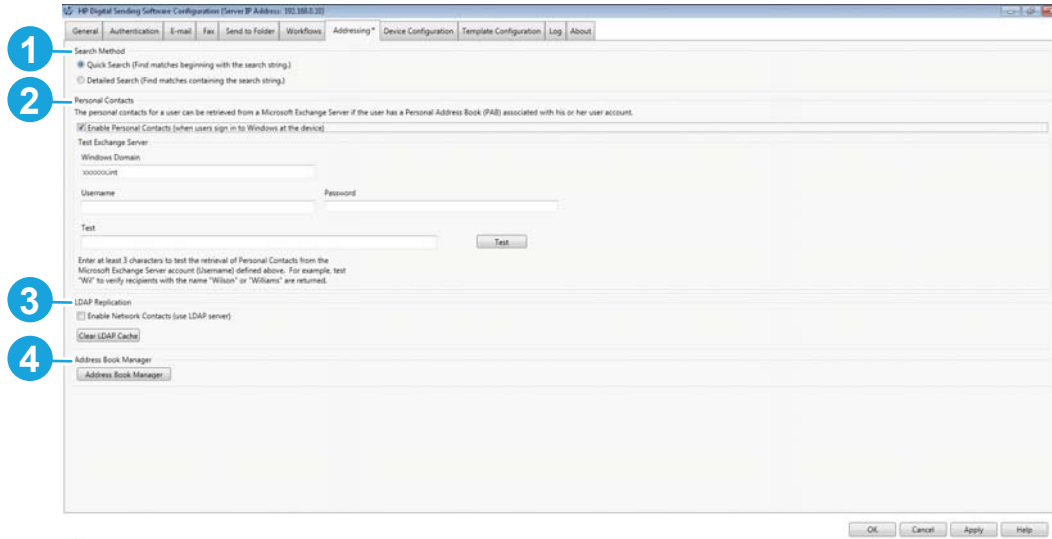 HP Digital Sending Software Configuration (Server IP Address: 192.168.0.10)
General Authentication E-mail Fax Send to Folder Workflows Addressing* Device Configuration Template Configuration Log About
1
Search Method
Quick Search (Find matches beginning with the search string.)
Detailed Search (Find matches containing the search string.)
2
Personal Contacts
The personal contacts for a user can be retrieved from a Microsoft Exchange Server if the user has a Personal Address Book (PAB) associated with his or her user account.
Enable Personal Contacts (when users sign in to Windows at the device)
Test Exchange Server
Windows Domain
xxxxxx.int
Username Password
Test
Test
Enter at least 3 characters to test the retrieval of Personal Contacts from the
Microsoft Exchange Server account (Username) defined above. For example, test
"Wil" to verify recipients with the name "Wilson" or "Williams" are returned.
3
LDAP Replication
Enable Network Contacts (use LDAP server)
Clear LDAP Cache
4
Address Book Manager
Address Book Manager
OK Cancel Apply Help